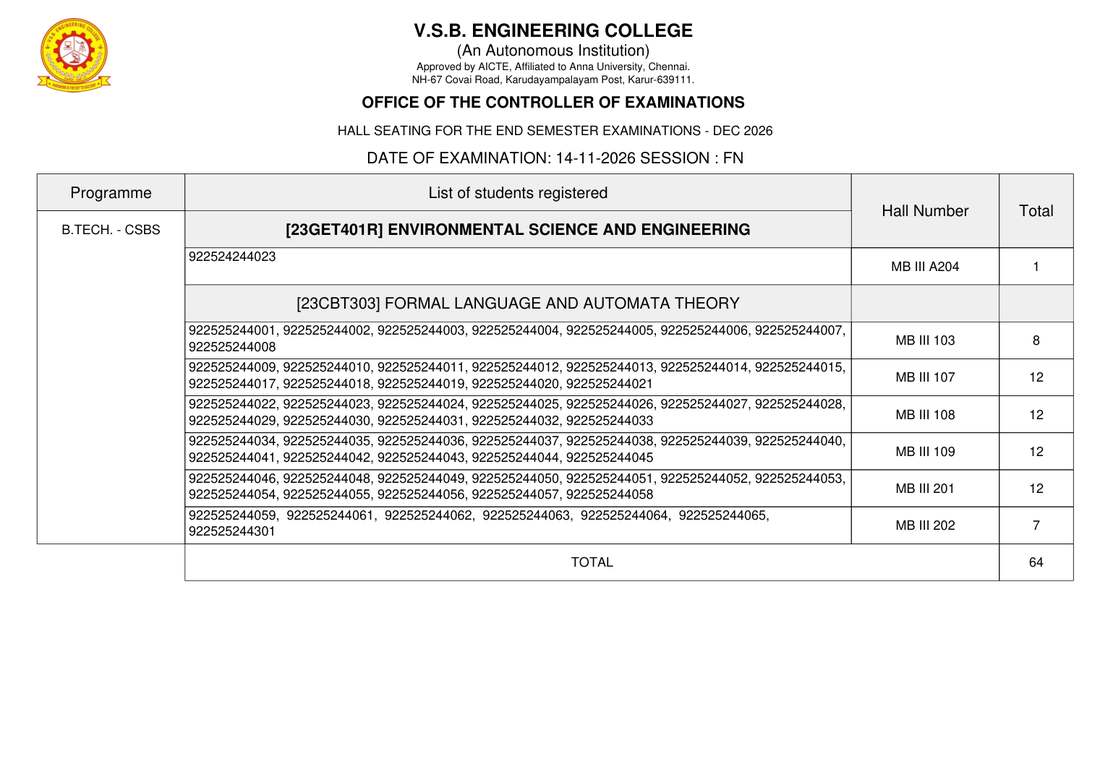 V.S.B. ENGINEERING COLLEGE
(An Autonomous Institution)
Approved by AICTE, Affiliated to Anna University, Chennai.
NH-67 Covai Road, Karudayampalayam Post, Karur-639111.
OFFICE OF THE CONTROLLER OF EXAMINATIONS
HALL SEATING FOR THE END SEMESTER EXAMINATIONS - DEC 2026
DATE OF EXAMINATION: 14-11-2026 SESSION : FN
Programme
List of students registered
Hall Number
Total
B.TECH. - CSBS
[23GET401R] ENVIRONMENTAL SCIENCE AND ENGINEERING
922524244023
MB III A204
1
[23CBT303] FORMAL LANGUAGE AND AUTOMATA THEORY
922525244001, 922525244002, 922525244003, 922525244004, 922525244005, 922525244006, 922525244007,
922525244008
MB III 103
8
922525244009, 922525244010, 922525244011, 922525244012, 922525244013, 922525244014, 922525244015,
922525244017, 922525244018, 922525244019, 922525244020, 922525244021
MB III 107
12
922525244022, 922525244023, 922525244024, 922525244025, 922525244026, 922525244027, 922525244028,
922525244029, 922525244030, 922525244031, 922525244032, 922525244033
MB III 108
12
922525244034, 922525244035, 922525244036, 922525244037, 922525244038, 922525244039, 922525244040,
922525244041, 922525244042, 922525244043, 922525244044, 922525244045
MB III 109
12
922525244046, 922525244048, 922525244049, 922525244050, 922525244051, 922525244052, 922525244053,
922525244054, 922525244055, 922525244056, 922525244057, 922525244058
MB III 201
12
922525244059, 922525244061, 922525244062, 922525244063, 922525244064, 922525244065,
922525244301
MB III 202
7
TOTAL
64